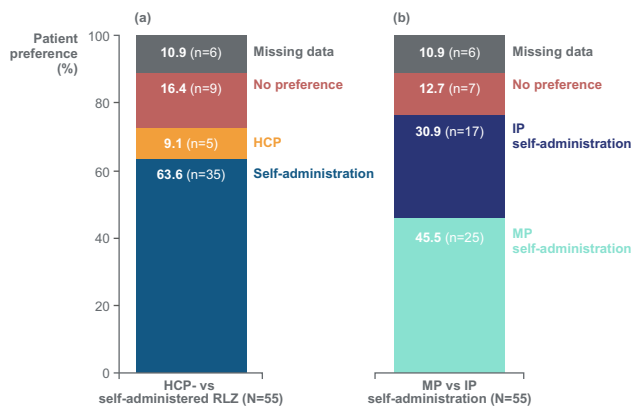 Patient
preference
(%)
(a)
100
80
60
40
20
0
10.9 (n=6)
Missing data
16.4 (n=9)
No preference
9.1 (n=5)
HCP
63.6 (n=35)
Self-administration
HCP- vs
self-administered RLZ (N=55)
(b)
10.9 (n=6)
Missing data
12.7 (n=7)
No preference
30.9 (n=17)
IP
self-administration
45.5 (n=25)
MP
self-administration
MP vs IP
self-administration (N=55)